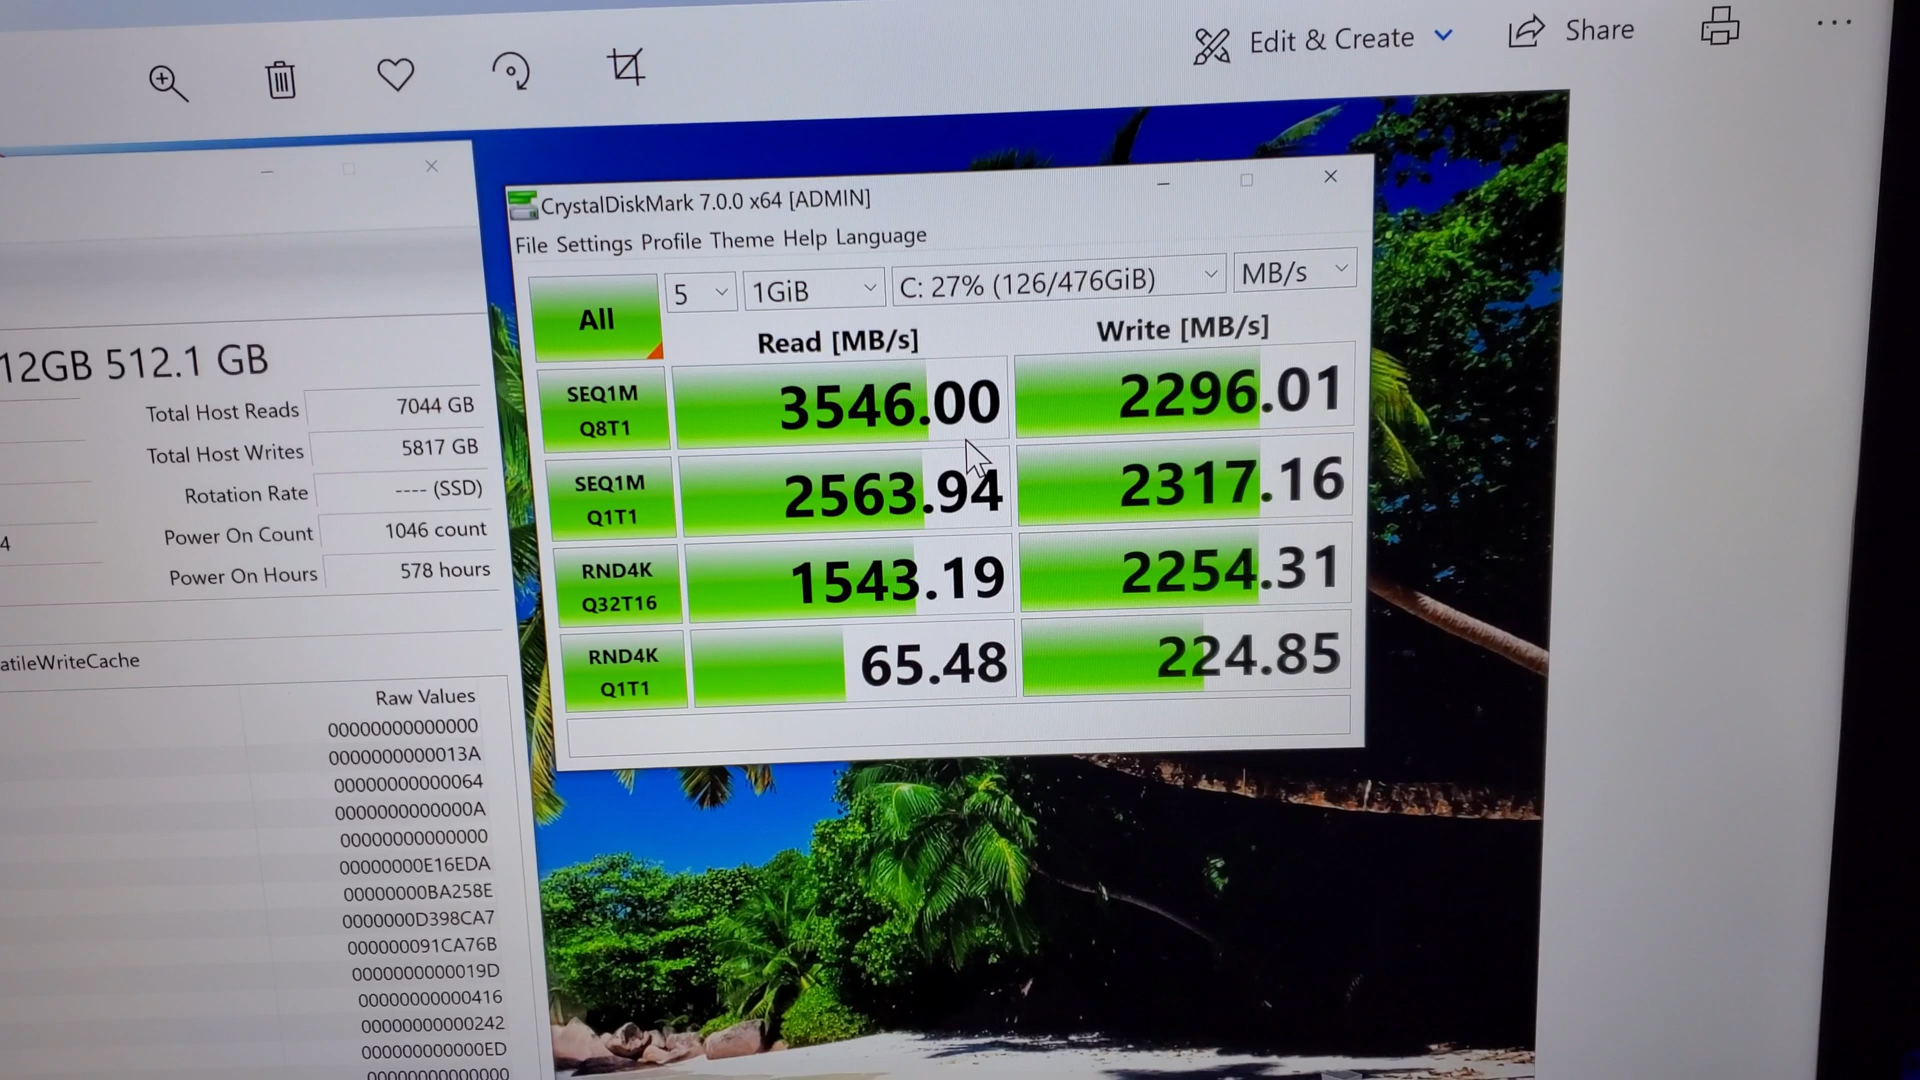 Edit & Create
Share
CrystalDiskMark 7.0.0 x64 [ADMIN]
File Settings Profile Theme Help Language
All
5
1GiB
C: 27% (126/476GiB)
MB/s
Read [MB/s]
Write [MB/s]
SEQ1M
Q8T1
3546.00
2296.01
SEQ1M
Q1T1
2563.94
2317.16
RND4K
Q32T16
1543.19
2254.31
RND4K
Q1T1
65.48
224.85
12GB 512.1 GB
Total Host Reads 7044 GB
Total Host Writes 5817 GB
Rotation Rate ---- (SSD)
Power On Count 1046 count
Power On Hours 578 hours
4
atileWriteCache
Raw Values
00000000000000
0000000000013A
00000000000064
0000000000000A
00000000000000
00000000E16EDA
00000000BA258E
0000000D398CA7
000000091CA76B
0000000000019D
00000000000416
00000000000242
000000000000ED
00000000000000